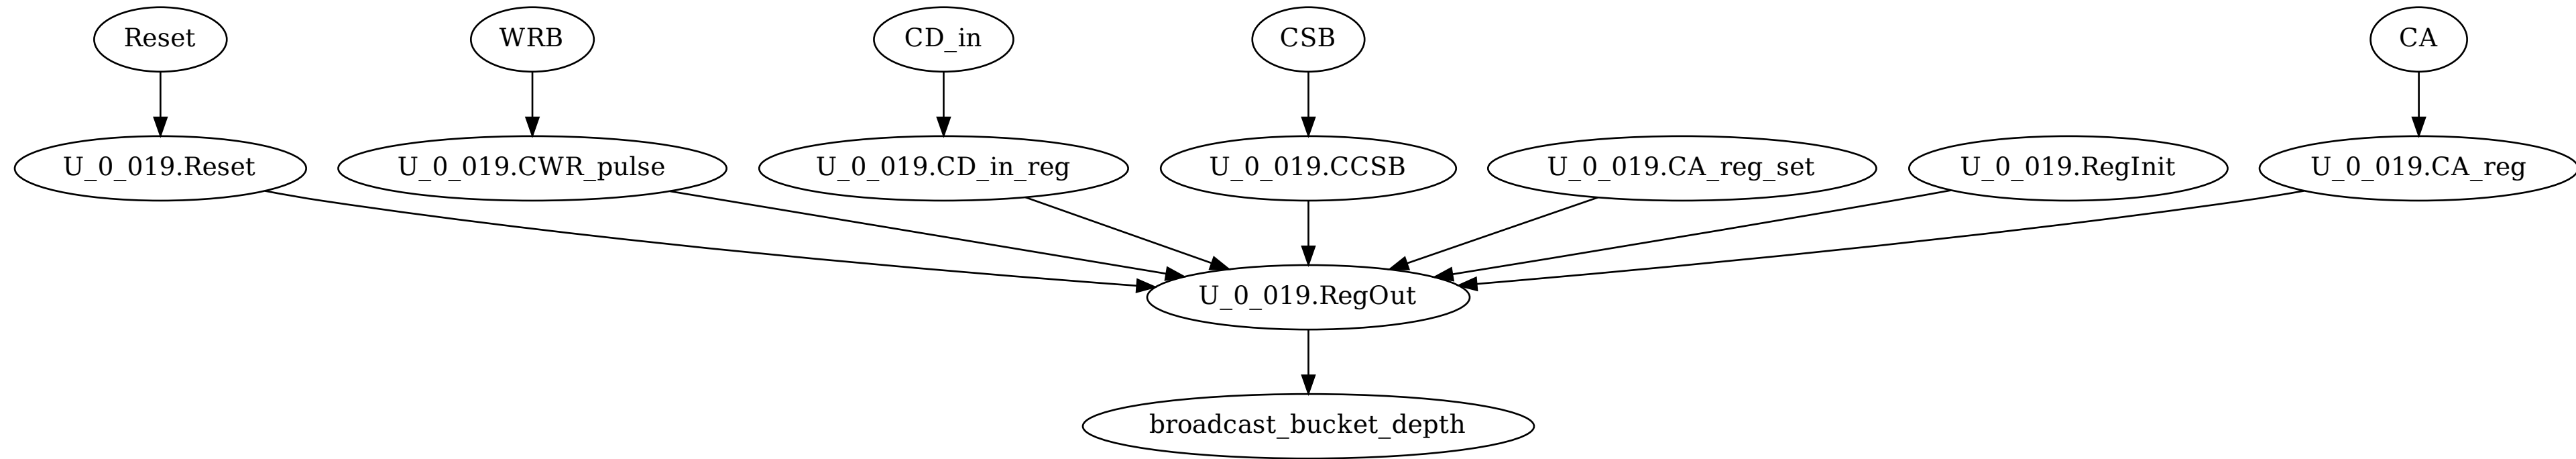 Reset
WRB
CD_in
CSB
CA
U_0_019.Reset
U_0_019.CWR_pulse
U_0_019.CD_in_reg
U_0_019.CCSB
U_0_019.CA_reg_set
U_0_019.RegInit
U_0_019.CA_reg
U_0_019.RegOut
broadcast_bucket_depth